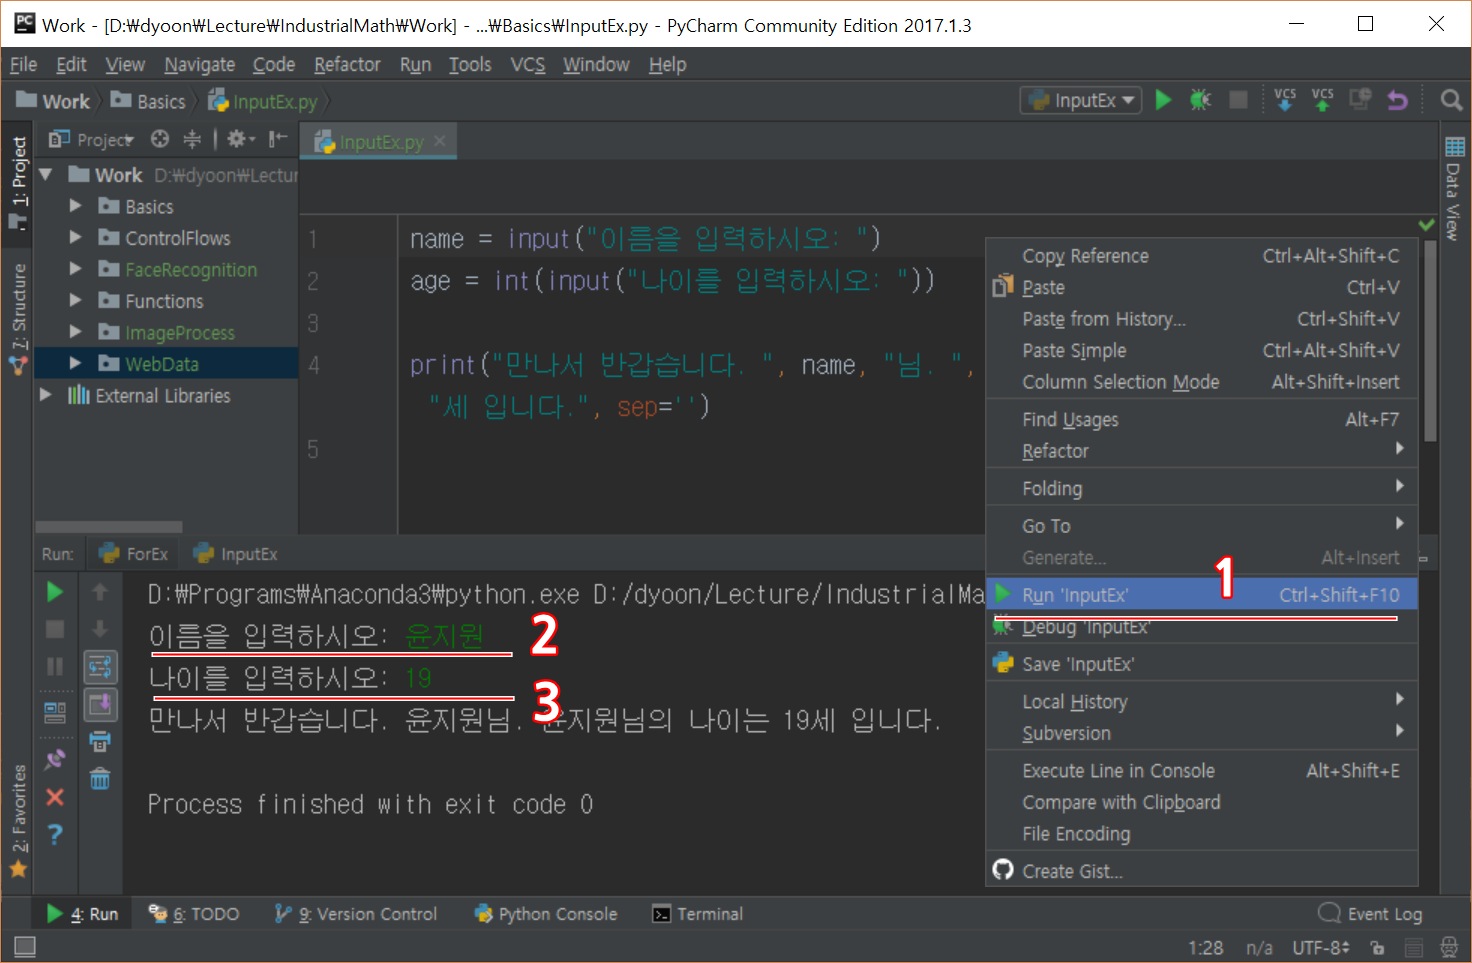 Work - [D:₩dyoon₩Lecture₩IndustrialMath₩Work] - ...₩Basics₩InputEx.py - PyCharm Community Edition 2017.1.3
File Edit View Navigate Code Refactor Run Tools VCS Window Help
Work Basics InputEx.py InputEx VCS VCS
1: Project
7: Structure
2: Favorites
Project
Work D:₩dyoon₩Lectur
Basics
ControlFlows
FaceRecognition
Functions
ImageProcess
WebData
External Libraries
InputEx.py
1 name = input("이름을 입력하시오: ")
2 age = int(input("나이를 입력하시오: "))
3
4 print("만나서 반갑습니다. ", name, "님. ",
"세 입니다.", sep='')
5
Data View
Copy Reference Ctrl+Alt+Shift+C
Paste Ctrl+V
Paste from History... Ctrl+Shift+V
Paste Simple Ctrl+Alt+Shift+V
Column Selection Mode Alt+Shift+Insert
Find Usages Alt+F7
Refactor
Folding
Go To
Generate... Alt+Insert
Run 'InputEx' Ctrl+Shift+F10
1
Debug 'InputEx'
Save 'InputEx'
Local History
Subversion
Execute Line in Console Alt+Shift+E
Compare with Clipboard
File Encoding
Create Gist...
Run: ForEx InputEx
D:₩Programs₩Anaconda3₩python.exe D:/dyoon/Lecture/IndustrialMa
이름을 입력하시오: 윤지원 2
나이를 입력하시오: 19 3
만나서 반갑습니다. 윤지원님. 윤지원님의 나이는 19세 입니다.
Process finished with exit code 0
4: Run 6: TODO 9: Version Control Python Console Terminal Event Log
1:28 n/a UTF-8